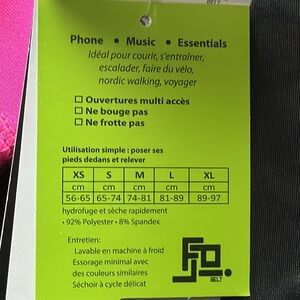 Phone • Music • Essentials
Idéal pour courir, s'entraîner,
escalader, faire du vélo,
nordic walking, voyager
☐ Ouvertures multi accès
☐ Ne bouge pas
☐ Ne frotte pas
Utilisation simple : poser ses
pieds dedans et relever
XS S M L XL
cm cm cm cm cm
56-65 65-74 74-81 81-89 89-97
hydrofuge et sèche rapidement
• 92% Polyester • 8% Spandex
Entretien:
Lavable en machine à froid
Essorage minimal avec
des couleurs similaires
Séchoir à cycle délicat
BELT